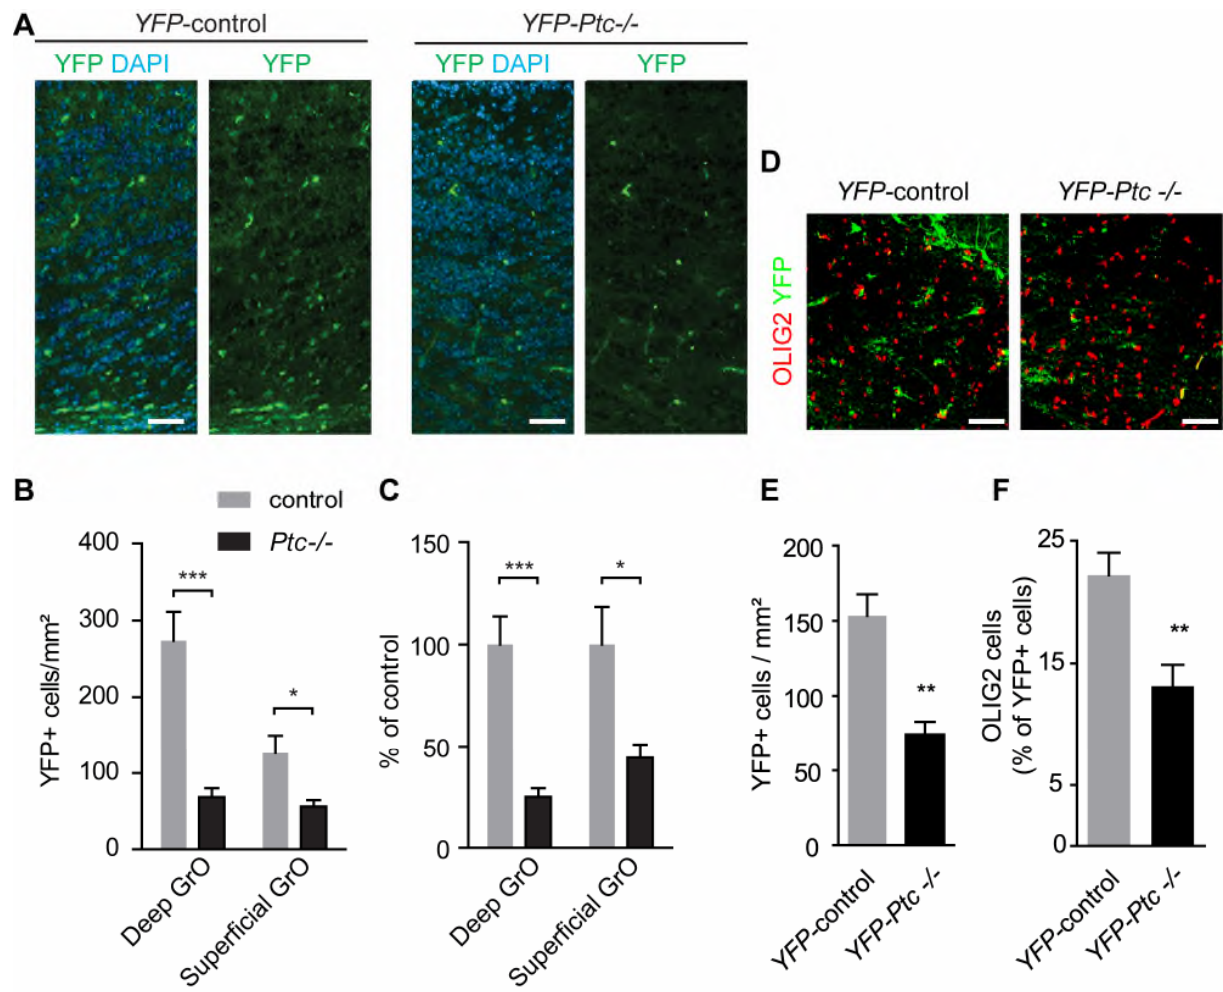 A
YFP-control
YFP-Ptc-/-
YFP DAPI
YFP
YFP DAPI
YFP
D
YFP-control
YFP-Ptc -/-
OLIG2 YFP
B
control
Ptc-/-
YFP+ cells/mm²
400
300
200
100
0
***
*
Deep GrO
Superficial GrO
C
% of control
150
100
50
0
***
*
Deep GrO
Superficial GrO
E
YFP+ cells / mm²
200
150
100
50
0
**
YFP-control
YFP-Ptc -/-
F
OLIG2 cells
(% of YFP+ cells)
25
15
5
0
**
YFP-control
YFP-Ptc -/-